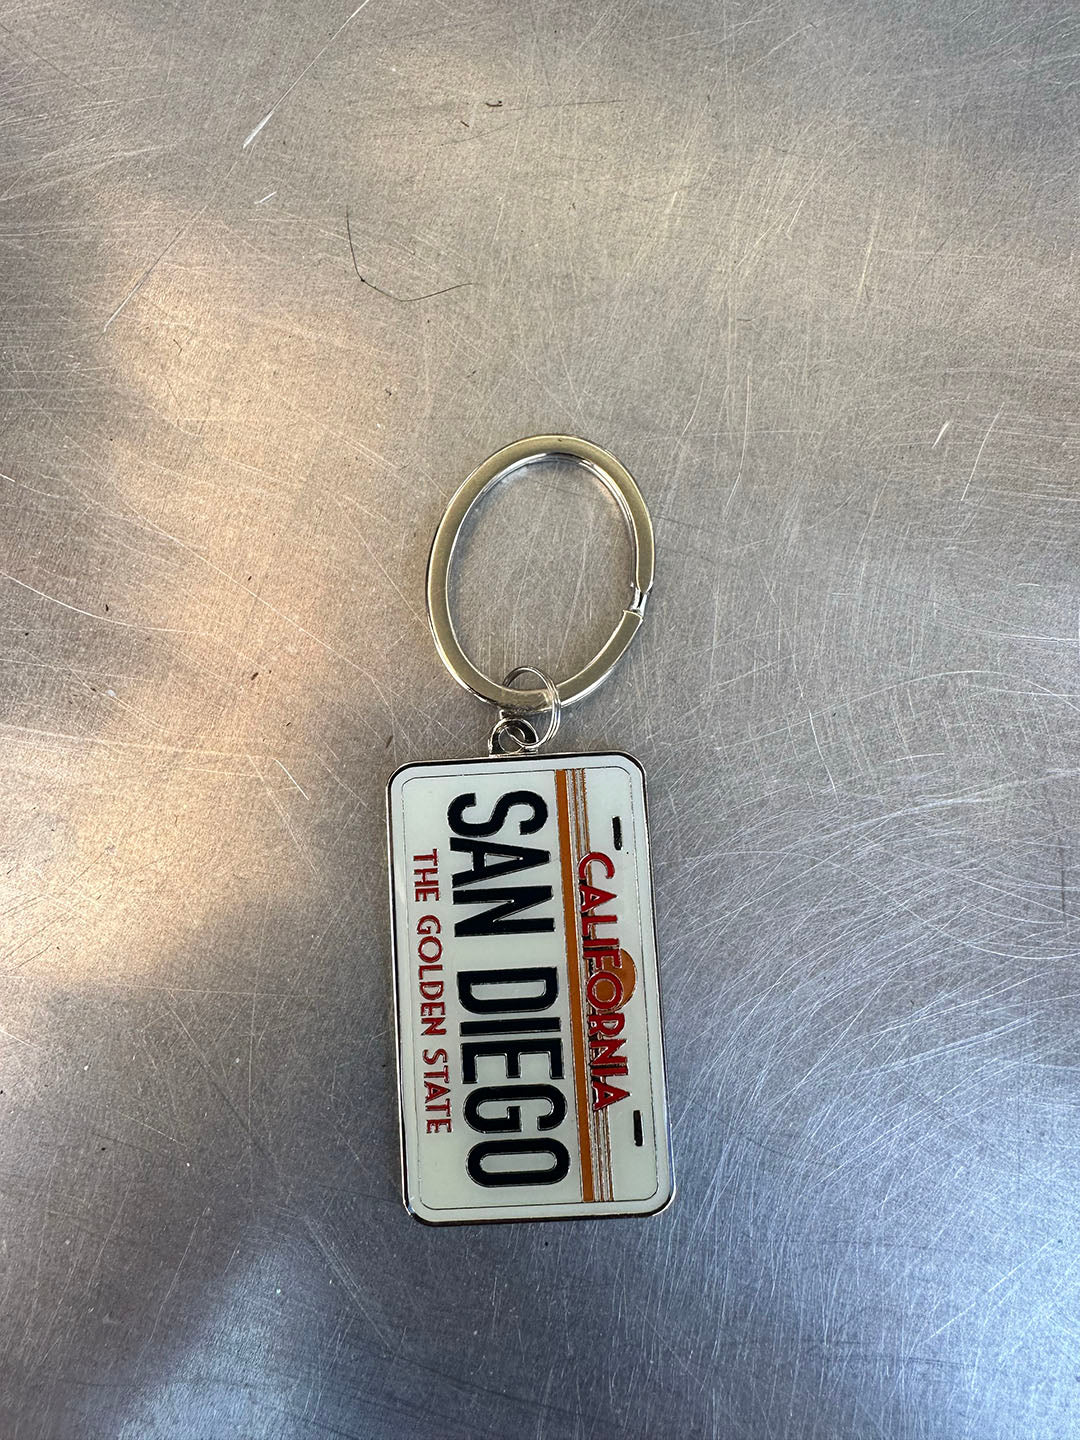 CALIFORNIA
SAN DIEGO
THE GOLDEN STATE